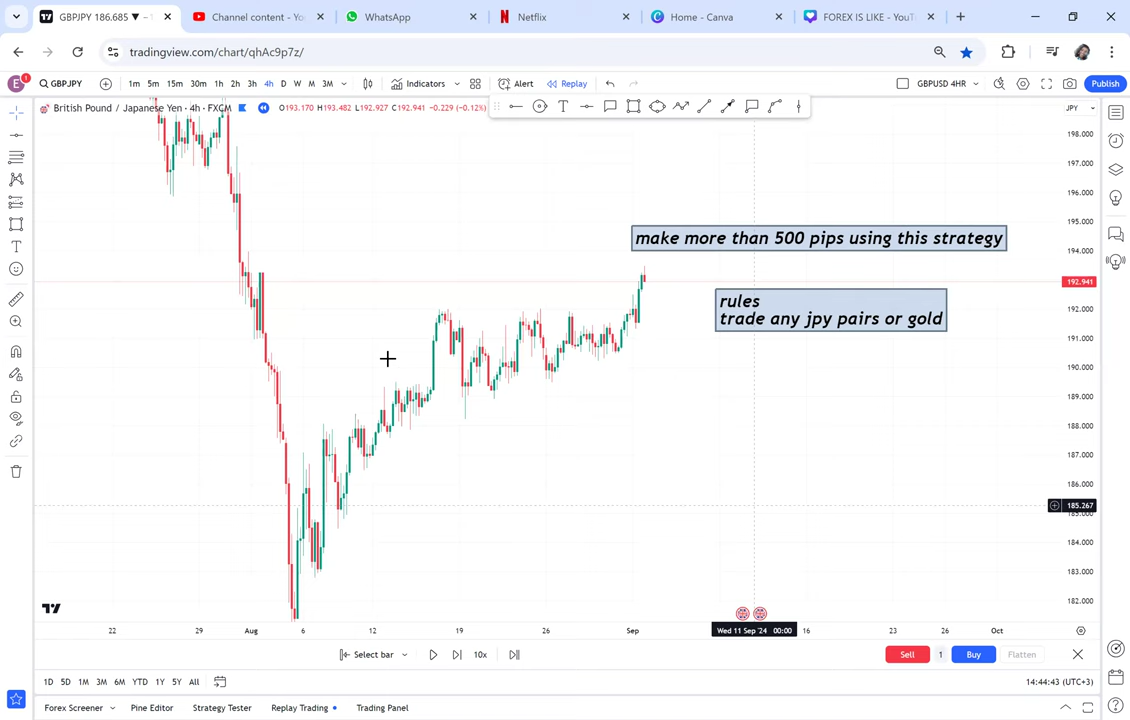 GBPJPY 186.685 ▼ −
Channel content - Yo
WhatsApp
Netflix
Home - Canva
FOREX IS LIKE - YouT
tradingview.com/chart/qhAc9p7z/
E
1
GBPJPY
1m 5m 15m 30m 1h 2h 3h 4h D W M 3M
Indicators
Alert
Replay
GBPUSD-4HR
Publish
British Pound / Japanese Yen · 4h · FXCM
O193.170 H193.482 L192.927 C192.941 −0.229 (−0.12%)
JPY
198.000
197.000
196.000
195.000
make more than 500 pips using this strategy
194.000
192.941
rules
trade any jpy pairs or gold
192.000
191.000
190.000
189.000
188.000
187.000
186.000
185.267
185.000
184.000
183.000
182.000
22 29 Aug 6 12 19 26 Sep Wed 11 Sep '24 00:00 16 23 26 Oct
Select bar
10x
Sell
1
Buy
Flatten
1D 5D 1M 3M 6M YTD 1Y 5Y All
14:44:43 (UTC+3)
Forex Screener
Pine Editor
Strategy Tester
Replay Trading
Trading Panel